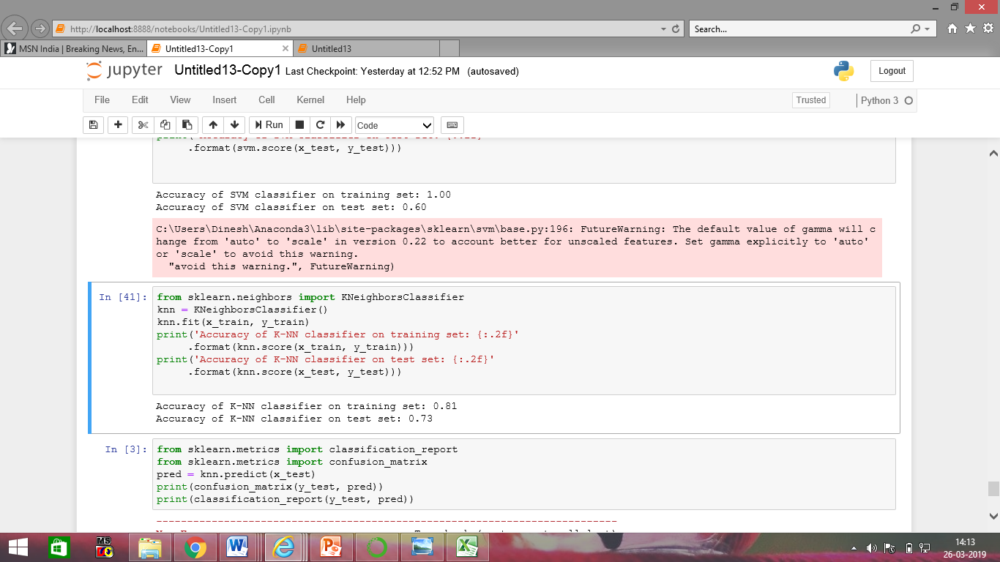 http://localhost:8888/notebooks/Untitled13-Copy1.ipynb
Search...
MSN India | Breaking News, En...
Untitled13-Copy1
Untitled13
jupyter Untitled13-Copy1 Last Checkpoint: Yesterday at 12:52 PM (autosaved)
Logout
File Edit View Insert Cell Kernel Help
Trusted
Python 3
Run
Code
.format(svm.score(x_test, y_test)))
Accuracy of SVM classifier on training set: 1.00
Accuracy of SVM classifier on test set: 0.60
C:\Users\Dinesh\Anaconda3\lib\site-packages\sklearn\svm\base.py:196: FutureWarning: The default value of gamma will c
hange from 'auto' to 'scale' in version 0.22 to account better for unscaled features. Set gamma explicitly to 'auto'
or 'scale' to avoid this warning.
"avoid this warning.", FutureWarning)
In [41]: from sklearn.neighbors import KNeighborsClassifier
knn = KNeighborsClassifier()
knn.fit(x_train, y_train)
print('Accuracy of K-NN classifier on training set: {:.2f}'
.format(knn.score(x_train, y_train)))
print('Accuracy of K-NN classifier on test set: {:.2f}'
.format(knn.score(x_test, y_test)))
Accuracy of K-NN classifier on training set: 0.81
Accuracy of K-NN classifier on test set: 0.73
In [3]: from sklearn.metrics import classification_report
from sklearn.metrics import confusion_matrix
pred = knn.predict(x_test)
print(confusion_matrix(y_test, pred))
print(classification_report(y_test, pred))
---------------------------------------------------------------------------
MS
14:13
26-03-2019